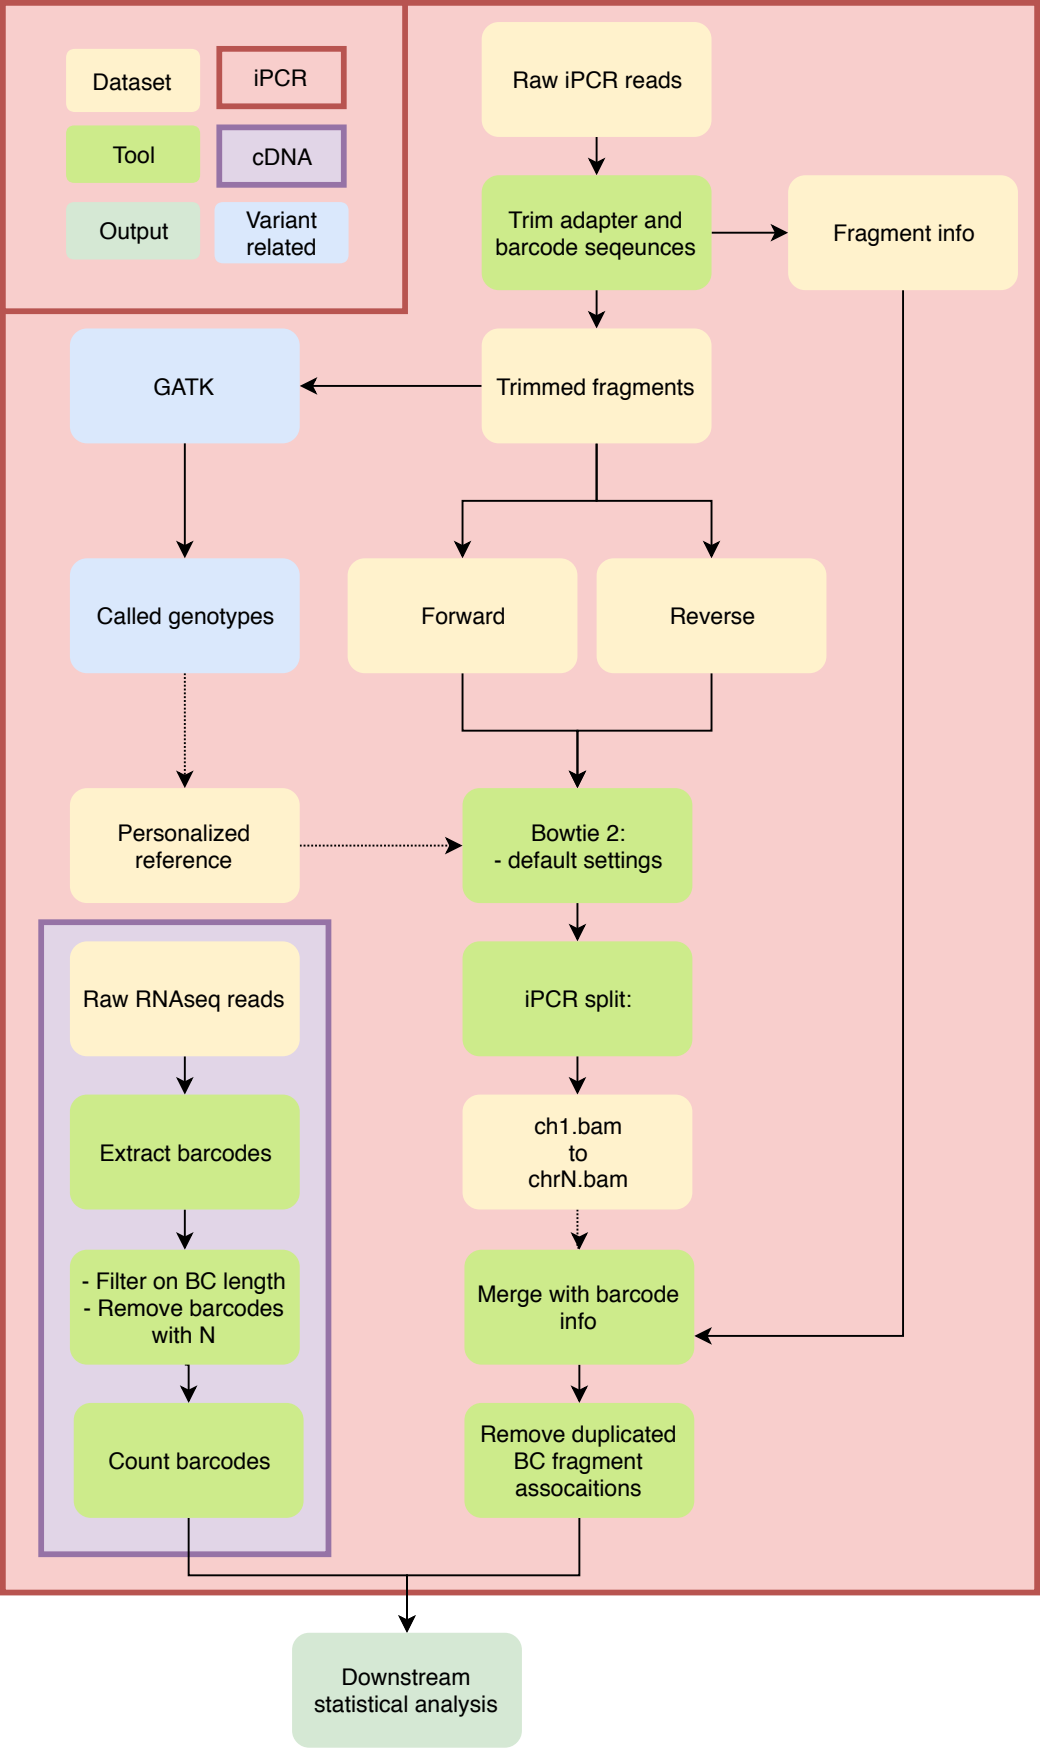 Dataset
iPCR
Tool
cDNA
Output
Variant
related
Raw iPCR reads
Trim adapter and
barcode seqeunces
Fragment info
GATK
Trimmed fragments
Called genotypes
Forward
Reverse
Personalized
reference
Bowtie 2:
- default settings
Raw RNAseq reads
iPCR split:
Extract barcodes
ch1.bam
to
chrN.bam
- Filter on BC length
- Remove barcodes
with N
Merge with barcode
info
Count barcodes
Remove duplicated
BC fragment
assocaitions
Downstream
statistical analysis